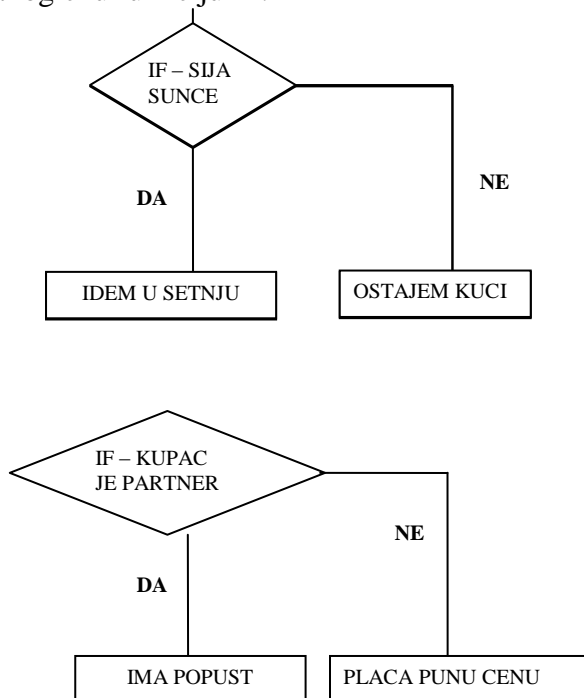 IF – SIJA
SUNCE
DA
NE
IDEM U SETNJU
OSTAJEM KUCI
IF – KUPAC
JE PARTNER
NE
DA
IMA POPUST
PLACA PUNU CENU